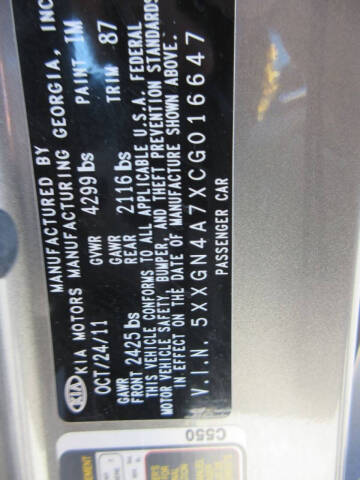 MANUFACTURED BY
KIA KIA MOTORS MANUFACTURING GEORGIA, INC
OCT/24/11 PAINT IM
GVWR 4299 lbs TRIM 87
GAWR FRONT 2425 lbs GAWR REAR 2116 lbs
THIS VEHICLE CONFORMS TO ALL APPLICABLE U.S.A. FEDERAL
MOTOR VEHICLE SAFETY, BUMPER, AND THEFT PREVENTION STANDARDS
IN EFFECT ON THE DATE OF MANUFACTURE SHOWN ABOVE.
V.I.N. 5XXGN4A7XCG016647
PASSENGER CAR
C550